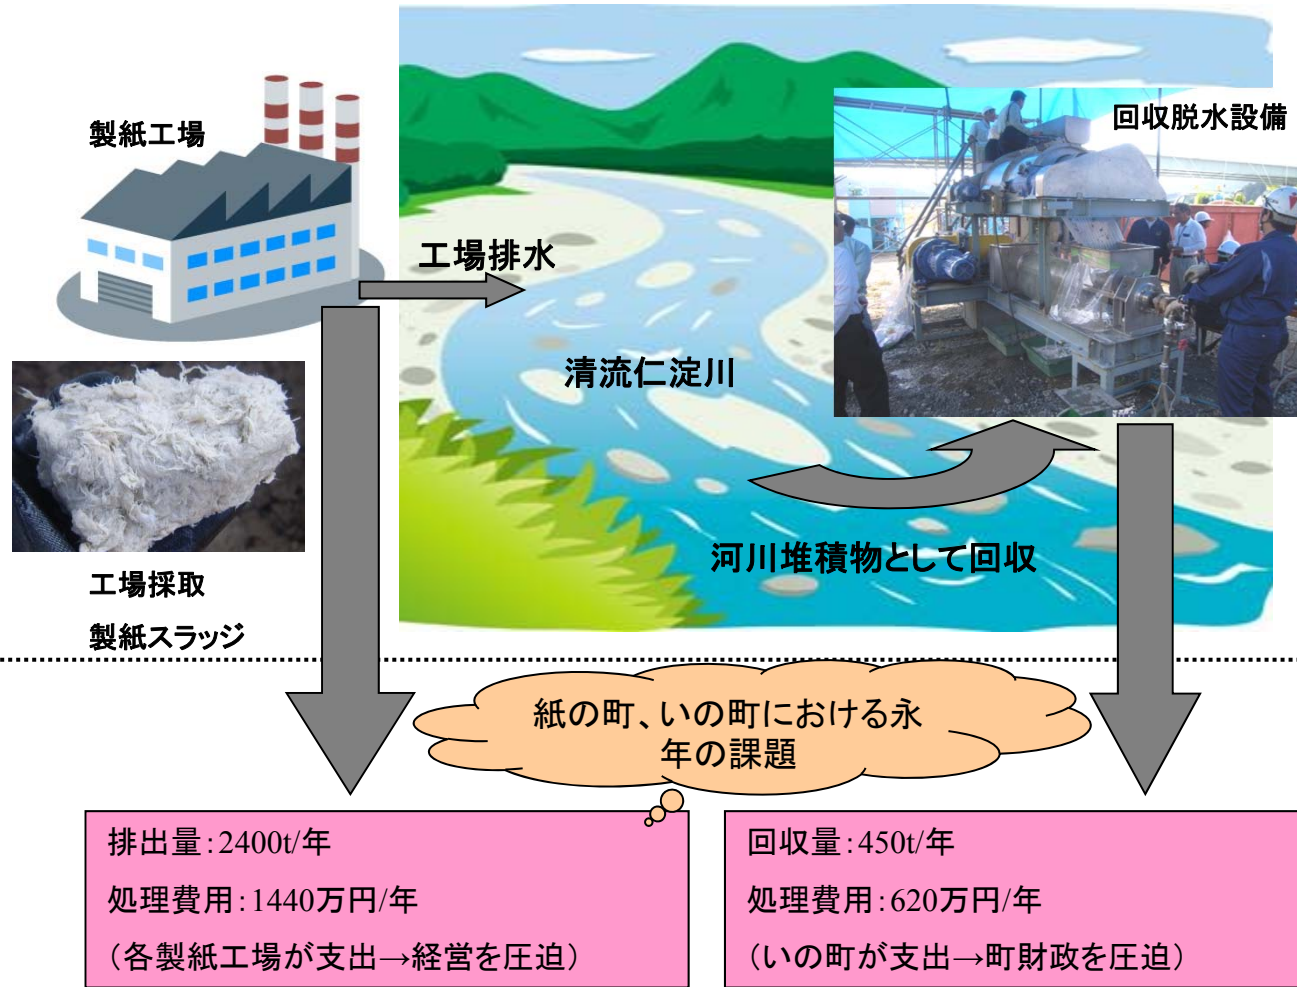 製紙工場
回収脱水設備
工場排水
清流仁淀川
河川堆積物として回収
工場採取
製紙スラッジ
紙の町、いの町における永
年の課題
排出量:2400t/年
処理費用:1440万円/年
（各製紙工場が支出→経営を圧迫）
回収量:450t/年
処理費用:620万円/年
（いの町が支出→町財政を圧迫）